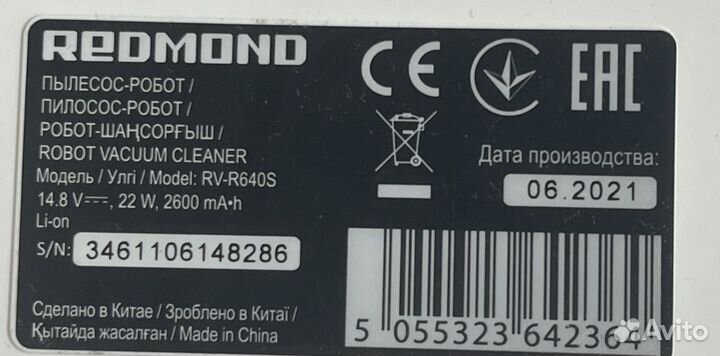 REDMOND
ПЫЛЕСОС-РОБОТ /
ПИЛОСОС-РОБОТ /
РОБОТ-ШАҢСОРҒЫШ /
ROBOT VACUUM CLEANER
Модель / Улгi / Model: RV-R640S
14.8 V, 22 W, 2600 mA•h
Li-on
S/N: 3461106148286
Сделано в Китае / Зроблено в Китаї /
Қытайда жасалған / Made in China
CE
EAC
Дата производства:
06.2021
5 055323
Avito